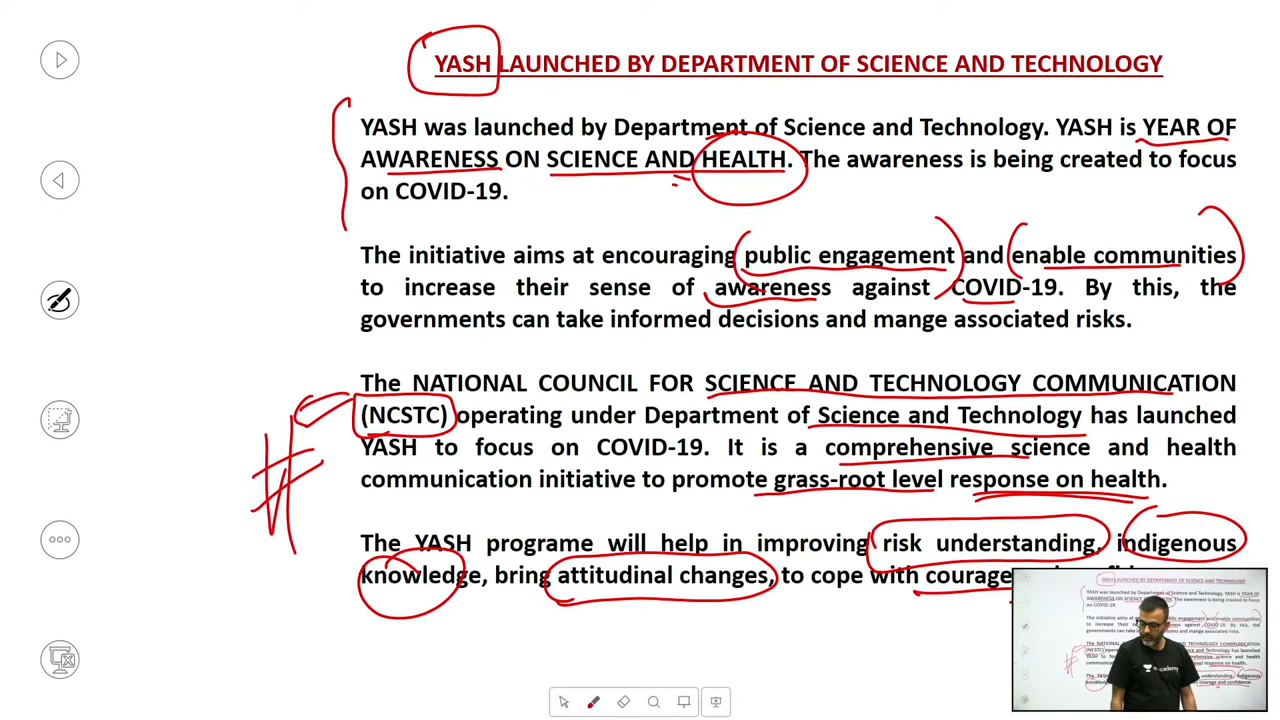 YASH LAUNCHED BY DEPARTMENT OF SCIENCE AND TECHNOLOGY
YASH was launched by Department of Science and Technology. YASH is YEAR OF
AWARENESS ON SCIENCE AND HEALTH. The awareness is being created to focus
on COVID-19.
The initiative aims at encouraging public engagement and enable communities
to increase their sense of awareness against COVID-19. By this, the
governments can take informed decisions and mange associated risks.
The NATIONAL COUNCIL FOR SCIENCE AND TECHNOLOGY COMMUNICATION
(NCSTC) operating under Department of Science and Technology has launched
YASH to focus on COVID-19. It is a comprehensive science and health
communication initiative to promote grass-root level response on health.
The YASH programe will help in improving risk understanding, indigenous
knowledge, bring attitudinal changes, to cope with courage